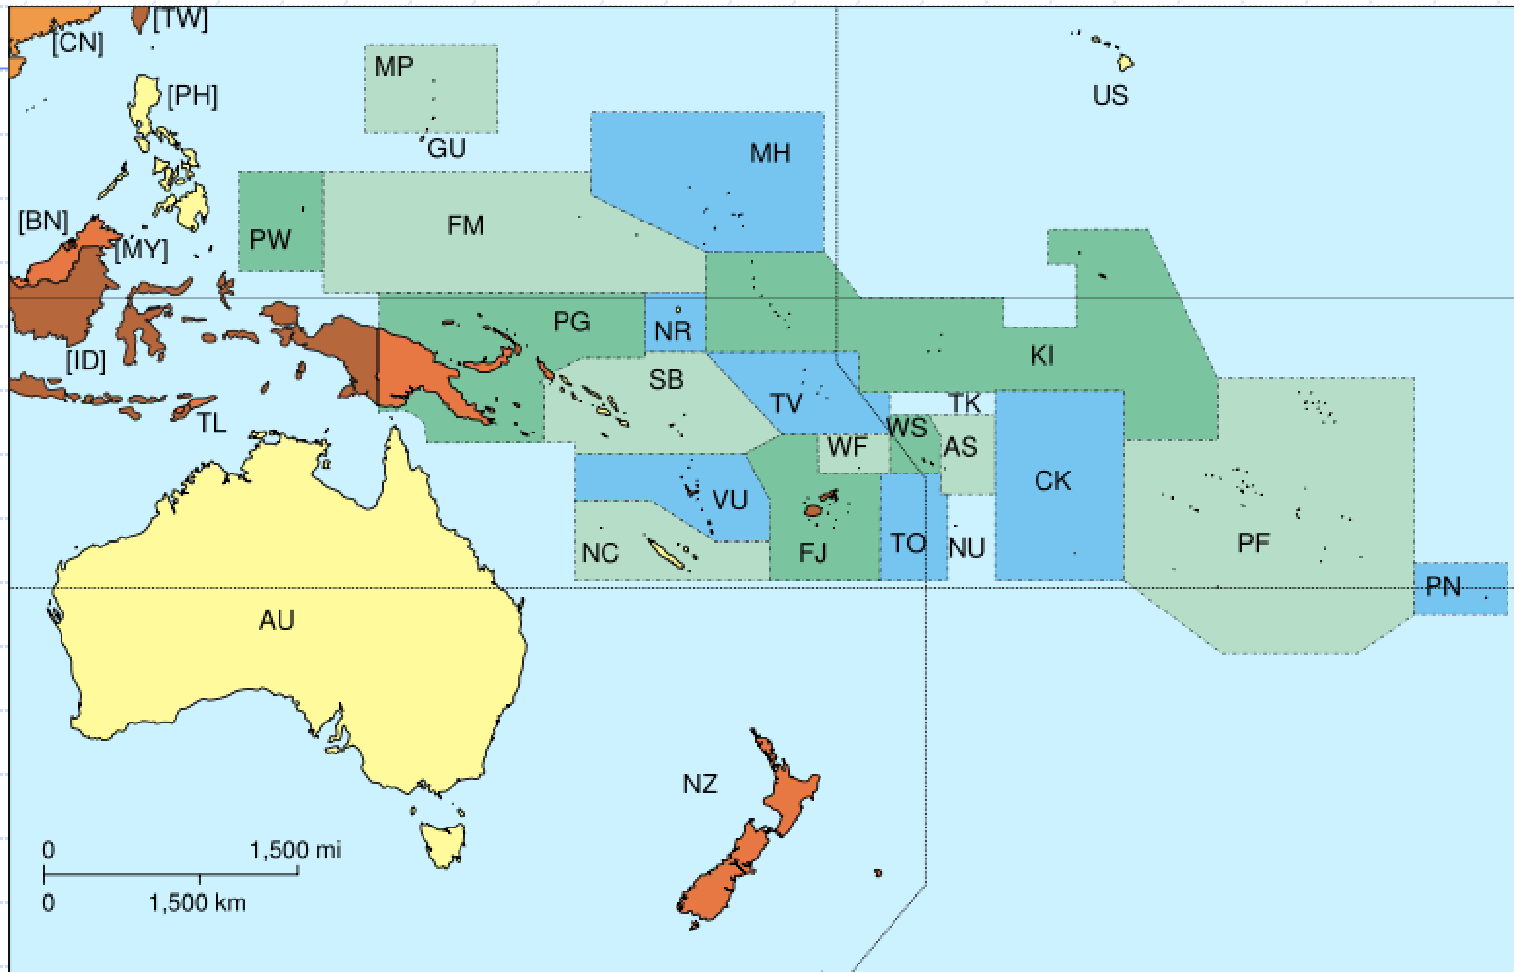 [TW]
[CN]
MP
[PH]
US
GU
MH
[BN]
FM
PW
[MY]
PG
NR
[ID]
KI
SB
TV
TK
TL
WS
WF
AS
CK
VU
NC
FJ
TO
NU
PF
PN
AU
NZ
0 1,500 mi
0 1,500 km